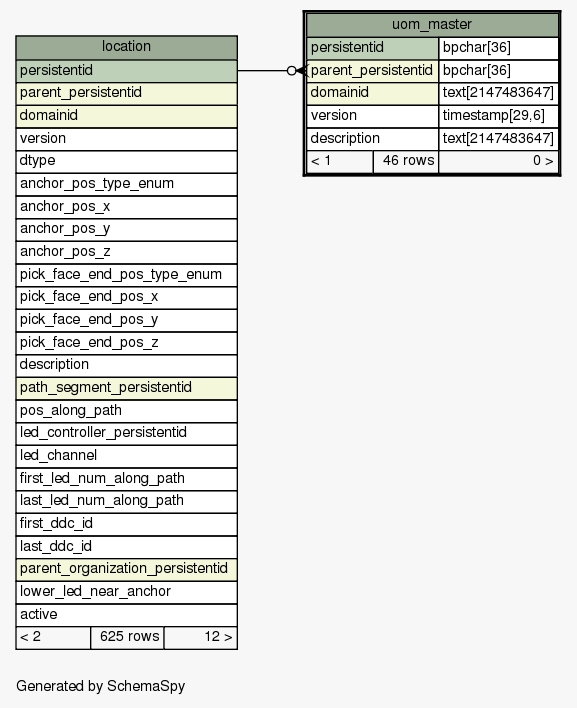 location
persistentid
parent_persistentid
domainid
version
dtype
anchor_pos_type_enum
anchor_pos_x
anchor_pos_y
anchor_pos_z
pick_face_end_pos_type_enum
pick_face_end_pos_x
pick_face_end_pos_y
pick_face_end_pos_z
description
path_segment_persistentid
pos_along_path
led_controller_persistentid
led_channel
first_led_num_along_path
last_led_num_along_path
first_ddc_id
last_ddc_id
parent_organization_persistentid
lower_led_near_anchor
active
< 2 625 rows 12 >
uom_master
persistentid bpchar[36]
parent_persistentid bpchar[36]
domainid text[2147483647]
version timestamp[29,6]
description text[2147483647]
< 1 46 rows 0 >
Generated by SchemaSpy